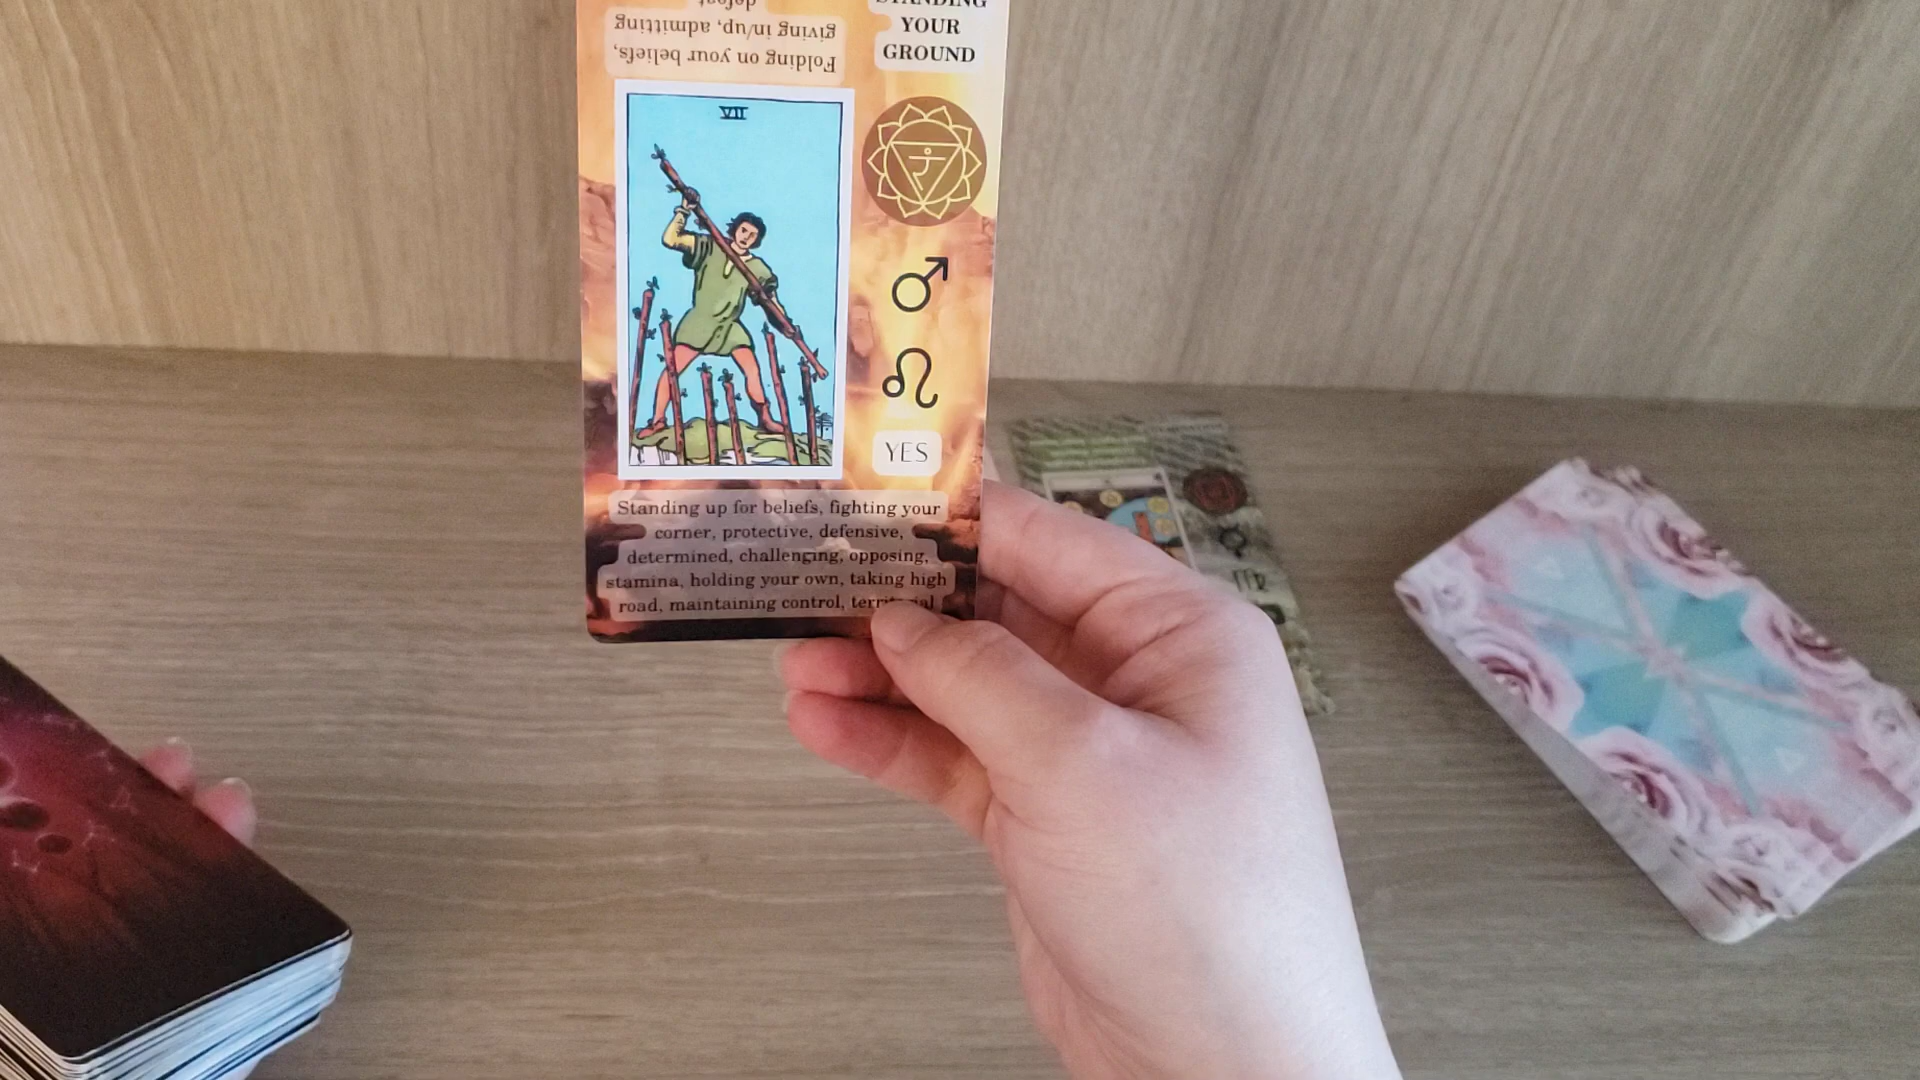 STANDING
YOUR
GROUND
Folding on your beliefs,
giving in/up, admitting
defeat
VII
YES
Standing up for beliefs, fighting your
corner, protective, defensive,
determined, challenging, opposing,
stamina, holding your own, taking high
road, maintaining control, territorial